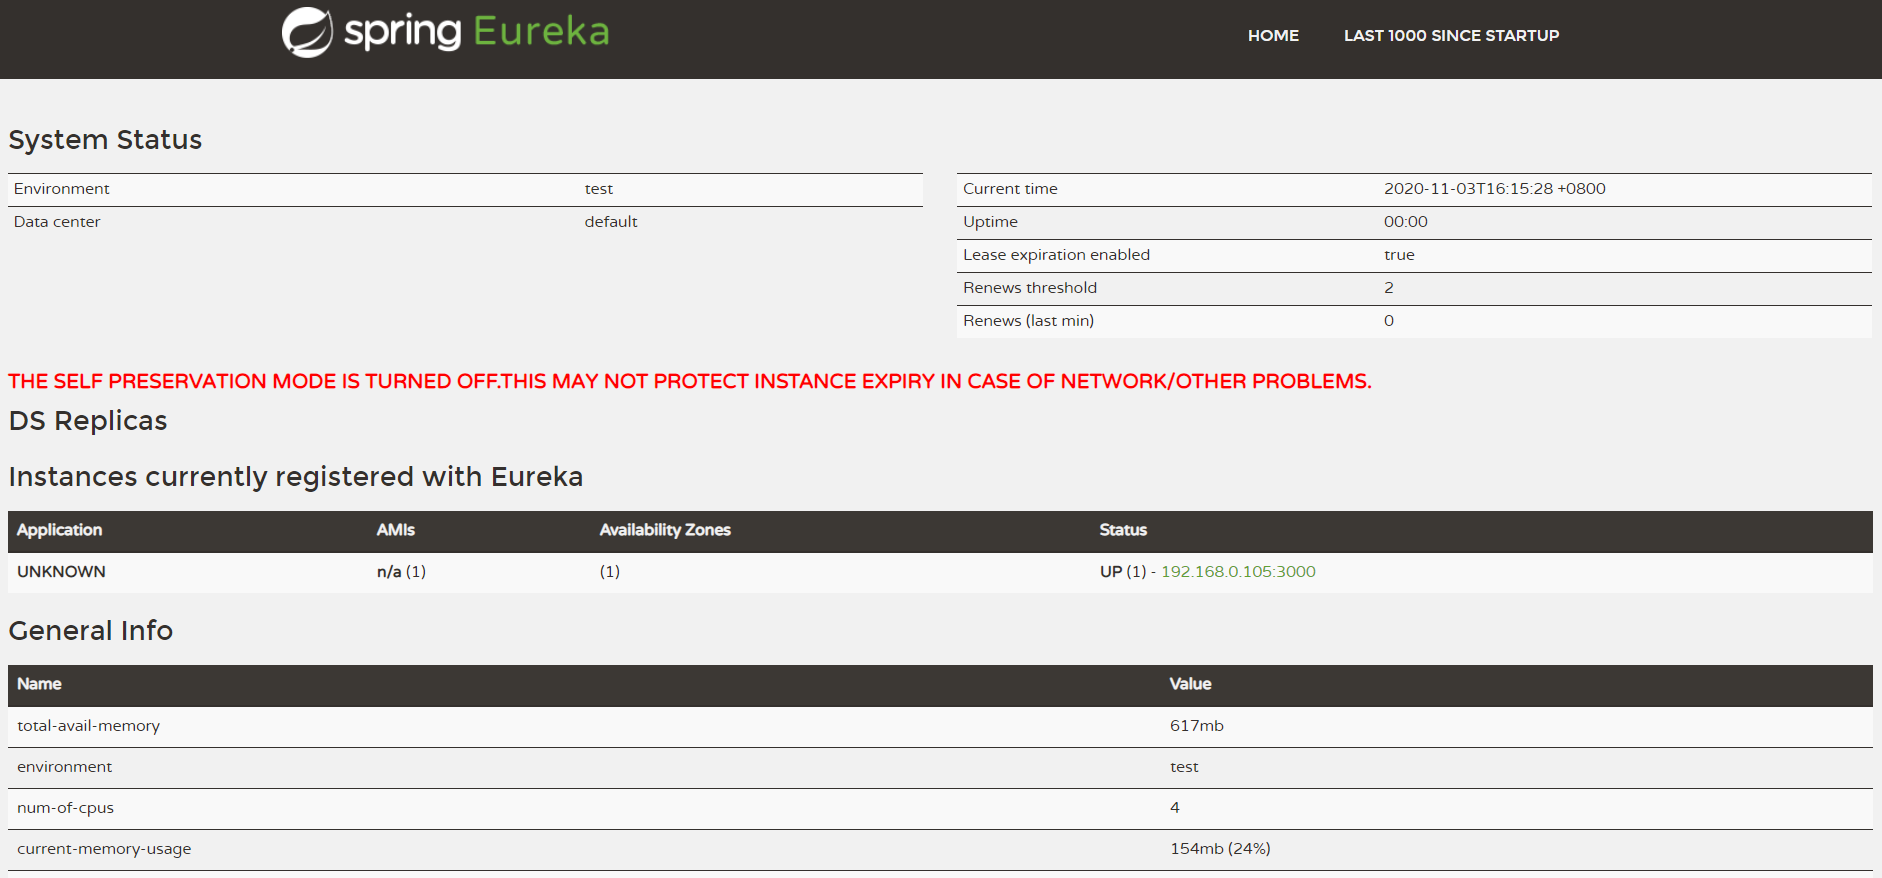 spring Eureka
HOME LAST 1000 SINCE STARTUP
System Status
Environment test
Data center default
Current time 2020-11-03T16:15:28 +0800
Uptime 00:00
Lease expiration enabled true
Renews threshold 2
Renews (last min) 0
THE SELF PRESERVATION MODE IS TURNED OFF.THIS MAY NOT PROTECT INSTANCE EXPIRY IN CASE OF NETWORK/OTHER PROBLEMS.
DS Replicas
Instances currently registered with Eureka
Application AMIs Availability Zones Status
UNKNOWN n/a (1) (1) UP (1) - 192.168.0.105:3000
General Info
Name Value
total-avail-memory 617mb
environment test
num-of-cpus 4
current-memory-usage 154mb (24%)